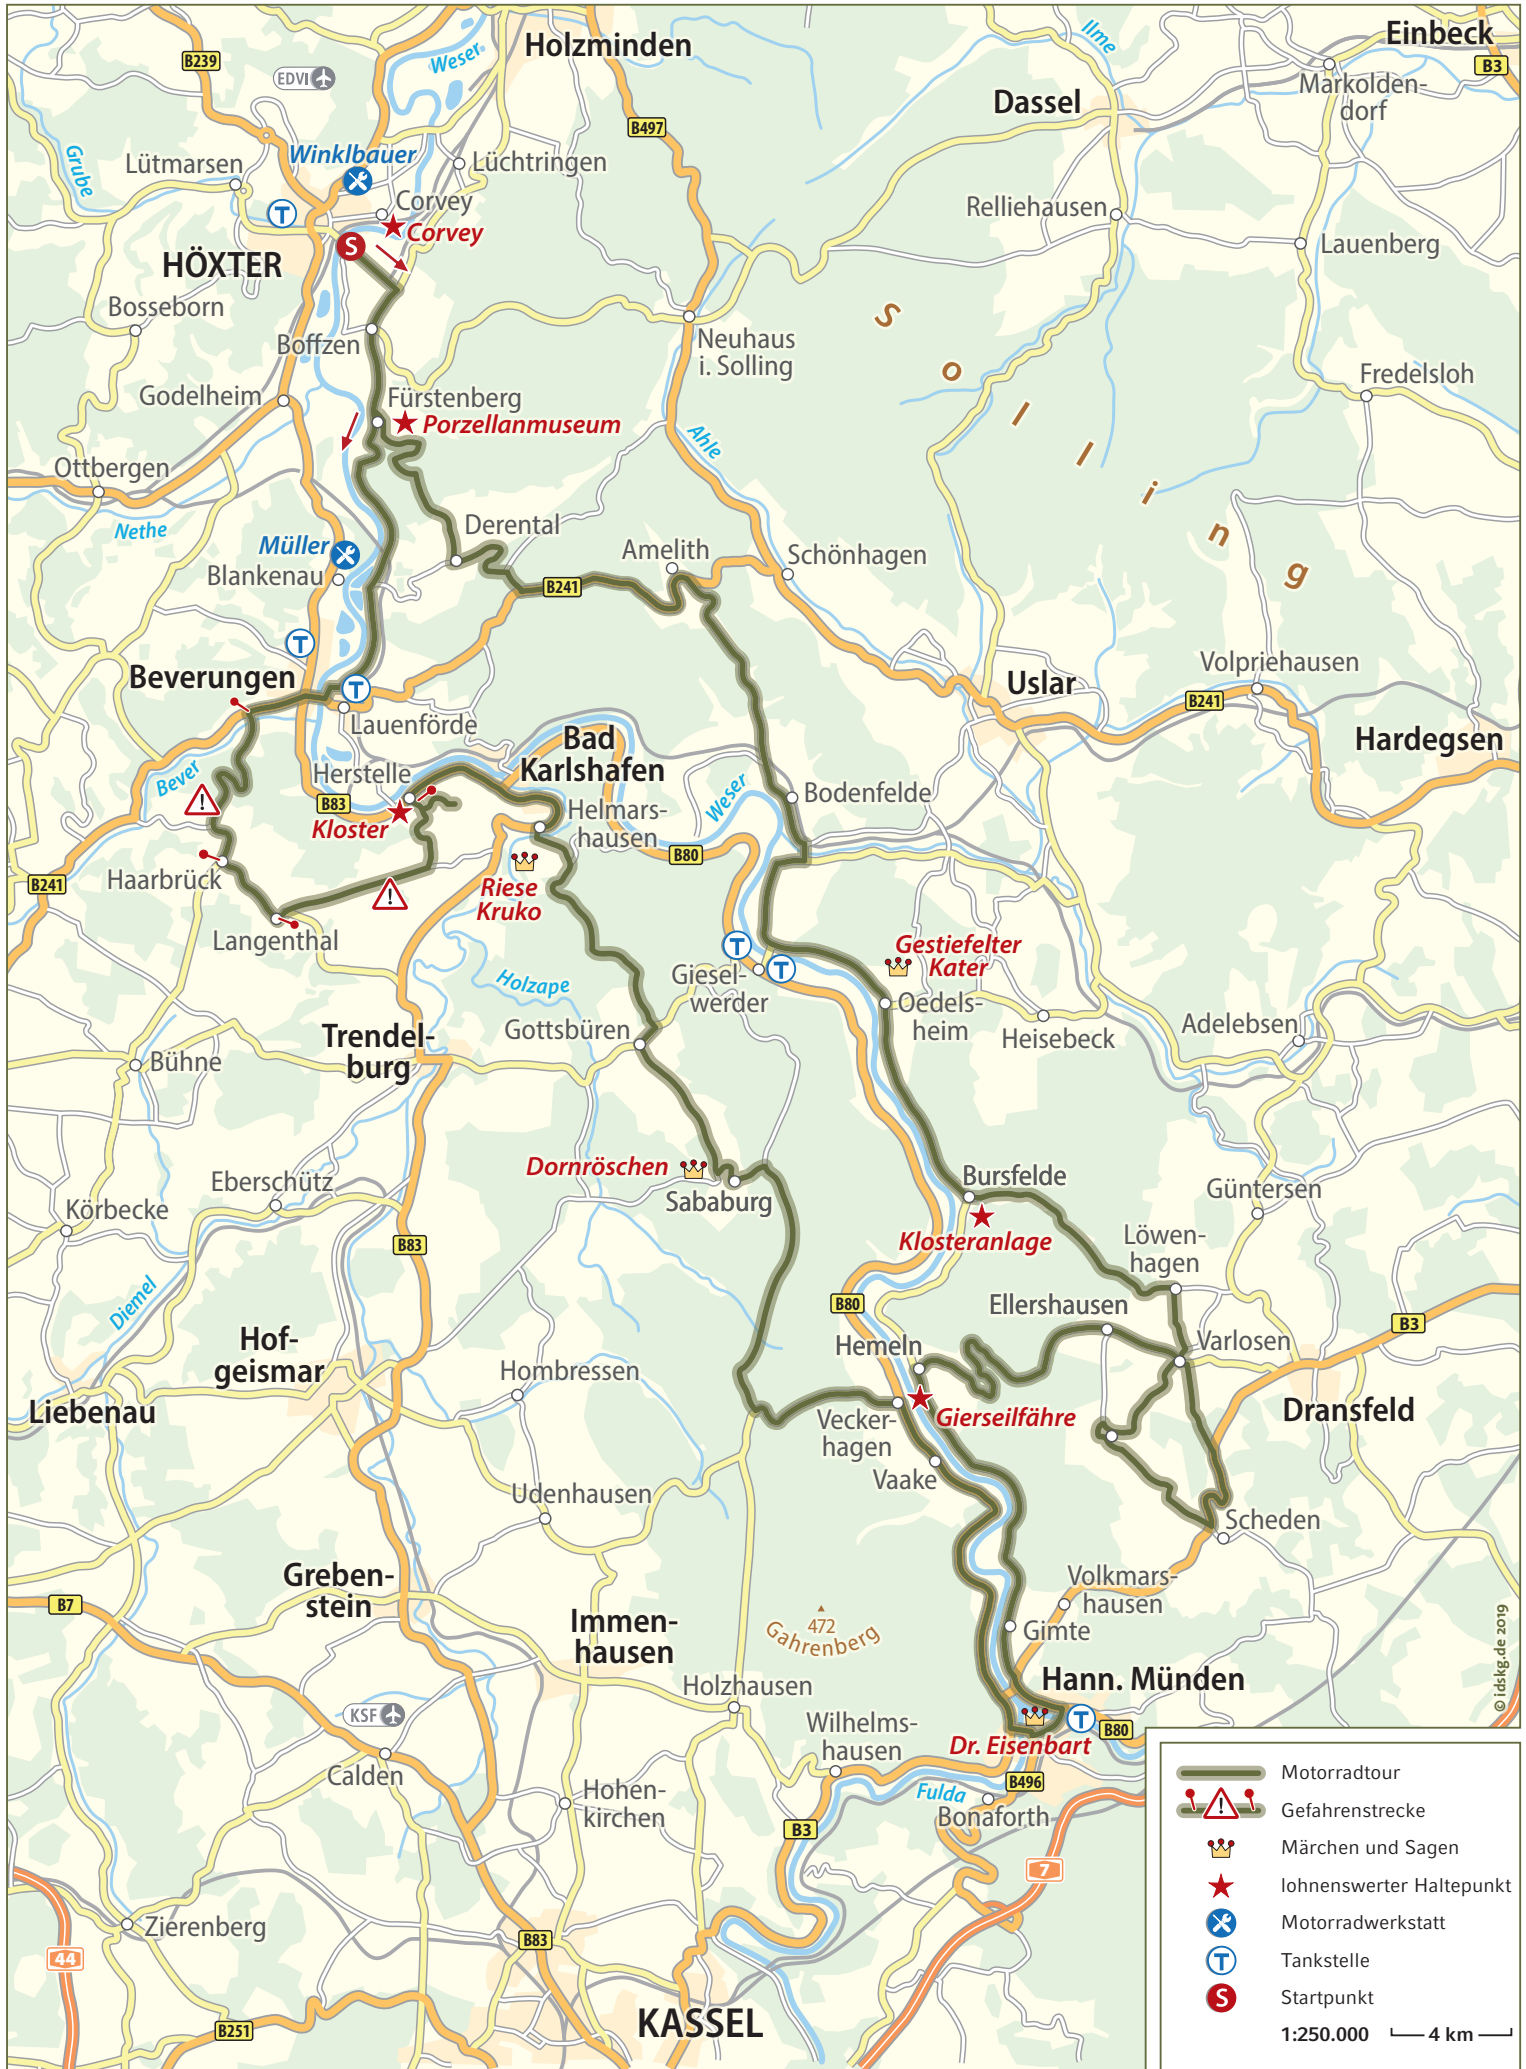 Holzminden
Weser
Ilme
Einbeck
B239
B3
EDVI
Markolden-
dorf
Dassel
B497
Grube
Lütmarsen
Winklbauer
Lüchtringen
T
Corvey
Corvey
Relliehausen
S
HÖXTER
Lauenberg
Bosseborn
Boffzen
Neuhaus
i. Solling
Solling
Godelheim
Fürstenberg
Porzellanmuseum
Fredelsloh
Ahle
Ottbergen
Nethe
Derental
Müller
Blankenau
Amelith
Schönhagen
B241
T
Beverungen
T
Lauenförde
Uslar
Volpriehausen
B241
Hardegsen
Bad
Karlshafen
Herstelle
Bever
B83
Kloster
Helmars-
hausen
Weser
Bodenfelde
B80
Haarbrück
B241
Riese
Kruko
Langenthal
Gestiefelter
Kater
T
T
Giesel-
werder
Holzape
Oedels-
heim
Heisebeck
Adelebsen
Gottsbüren
Trendel-
burg
Bühne
Dornröschen
Sababurg
Bursfelde
Klosteranlage
Güntersen
Eberschütz
Körbecke
B83
Löwen-
hagen
Diemel
B80
Ellershausen
B3
Hemeln
Varlosen
Hof-
geismar
Hombressen
Liebenau
Gierseilfähre
Dransfeld
Vecker-
hagen
Vaake
Udenhausen
Scheden
Greben-
stein
Volkmars-
hausen
B7
Immen-
hausen
472
Gahrenberg
Gimte
Holzhausen
Hann. Münden
T
B80
Dr. Eisenbart
KSF
Wilhelms-
hausen
Calden
Fulda
B496
Bonaforth
Hohen-
kirchen
B3
7
Zierenberg
B83
44
B251
KASSEL
© idskg.de 2019
Motorradtour
Gefahrenstrecke
Märchen und Sagen
lohnenswerter Haltepunkt
Motorradwerkstatt
T Tankstelle
S Startpunkt
1:250.000 4 km